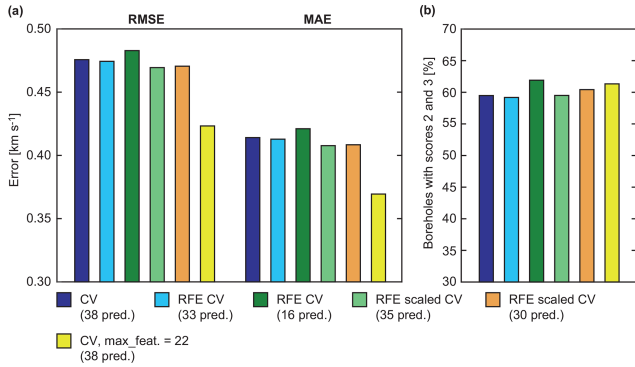 (a)
RMSE
MAE
0.50
0.45
0.40
0.35
0.30
Error [km s-1]
(b)
70
65
60
55
50
45
40
35
30
Boreholes with scores 2 and 3 [%]
CV
(38 pred.)
RFE CV
(33 pred.)
RFE CV
(16 pred.)
RFE scaled CV
(35 pred.)
RFE scaled CV
(30 pred.)
CV, max_feat. = 22
(38 pred.)